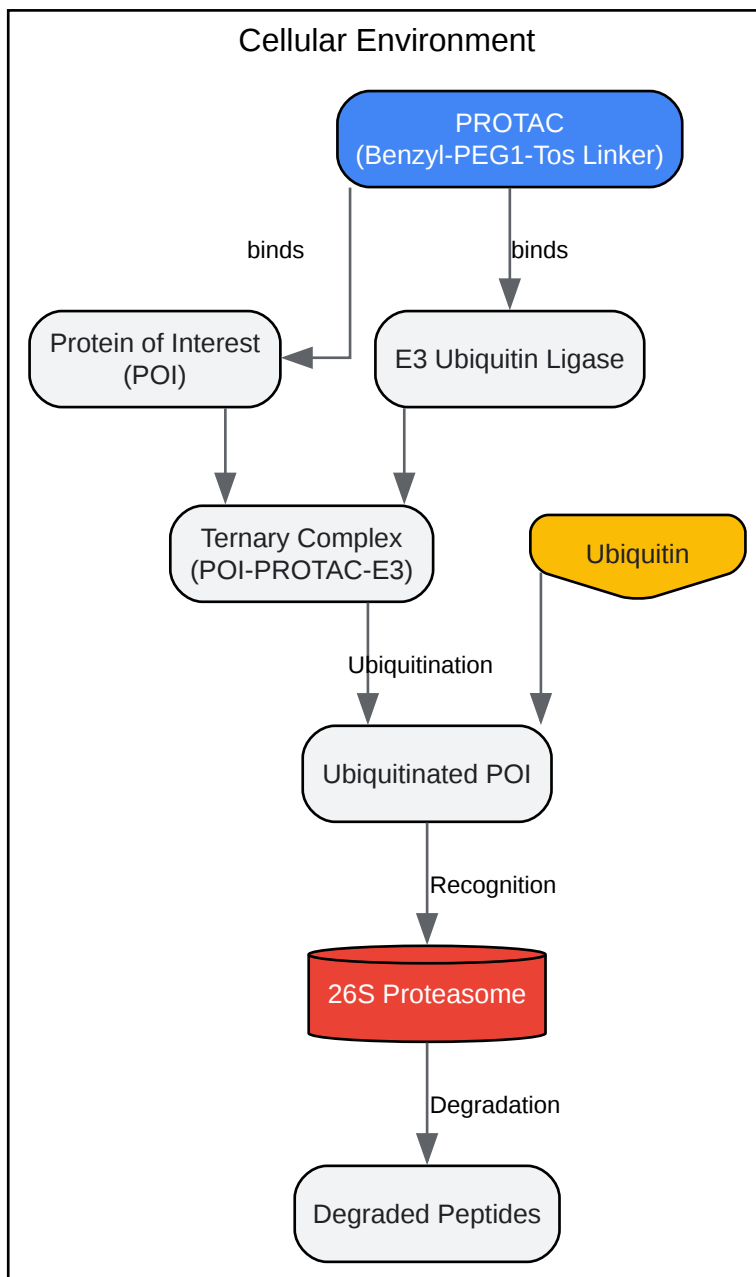 Cellular Environment
PROTAC
(Benzyl-PEG1-Tos Linker)
binds
binds
Protein of Interest
(POI)
E3 Ubiquitin Ligase
Ternary Complex
(POI-PROTAC-E3)
Ubiquitin
Ubiquitination
Ubiquitinated POI
Recognition
26S Proteasome
Degradation
Degraded Peptides